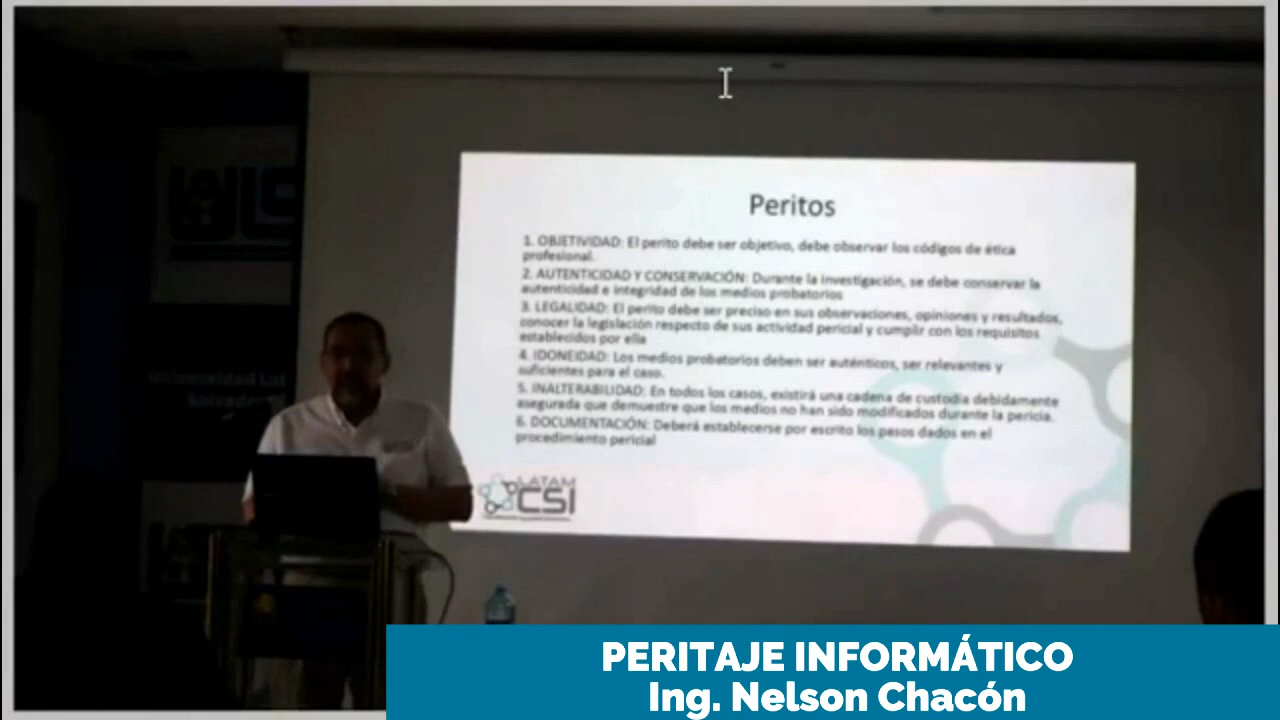 Peritos
1. OBJETIVIDAD: El perito debe ser objetivo, debe observar los códigos de ética
profesional.
2. AUTENTICIDAD Y CONSERVACIÓN: Durante la investigación, se debe conservar la
autenticidad e integridad de los medios probatorios
3. LEGALIDAD: El perito debe ser preciso en sus observaciones, opiniones y resultados,
conocer la legislación respecto de sus actividad pericial y cumplir con los requisitos
establecidos por ella
4. IDONEIDAD: Los medios probatorios deben ser auténticos, ser relevantes y
suficientes para el caso.
5. INALTERABILIDAD: En todos los casos, existirá una cadena de custodia debidamente
asegurada que demuestre que los medios no han sido modificados durante la pericia.
6. DOCUMENTACIÓN: Deberá establecerse por escrito los pasos dados en el
procedimiento pericial
LATAM
CSI
Universidad Lat
Salvador
PERITAJE INFORMÁTICO
Ing. Nelson Chacón